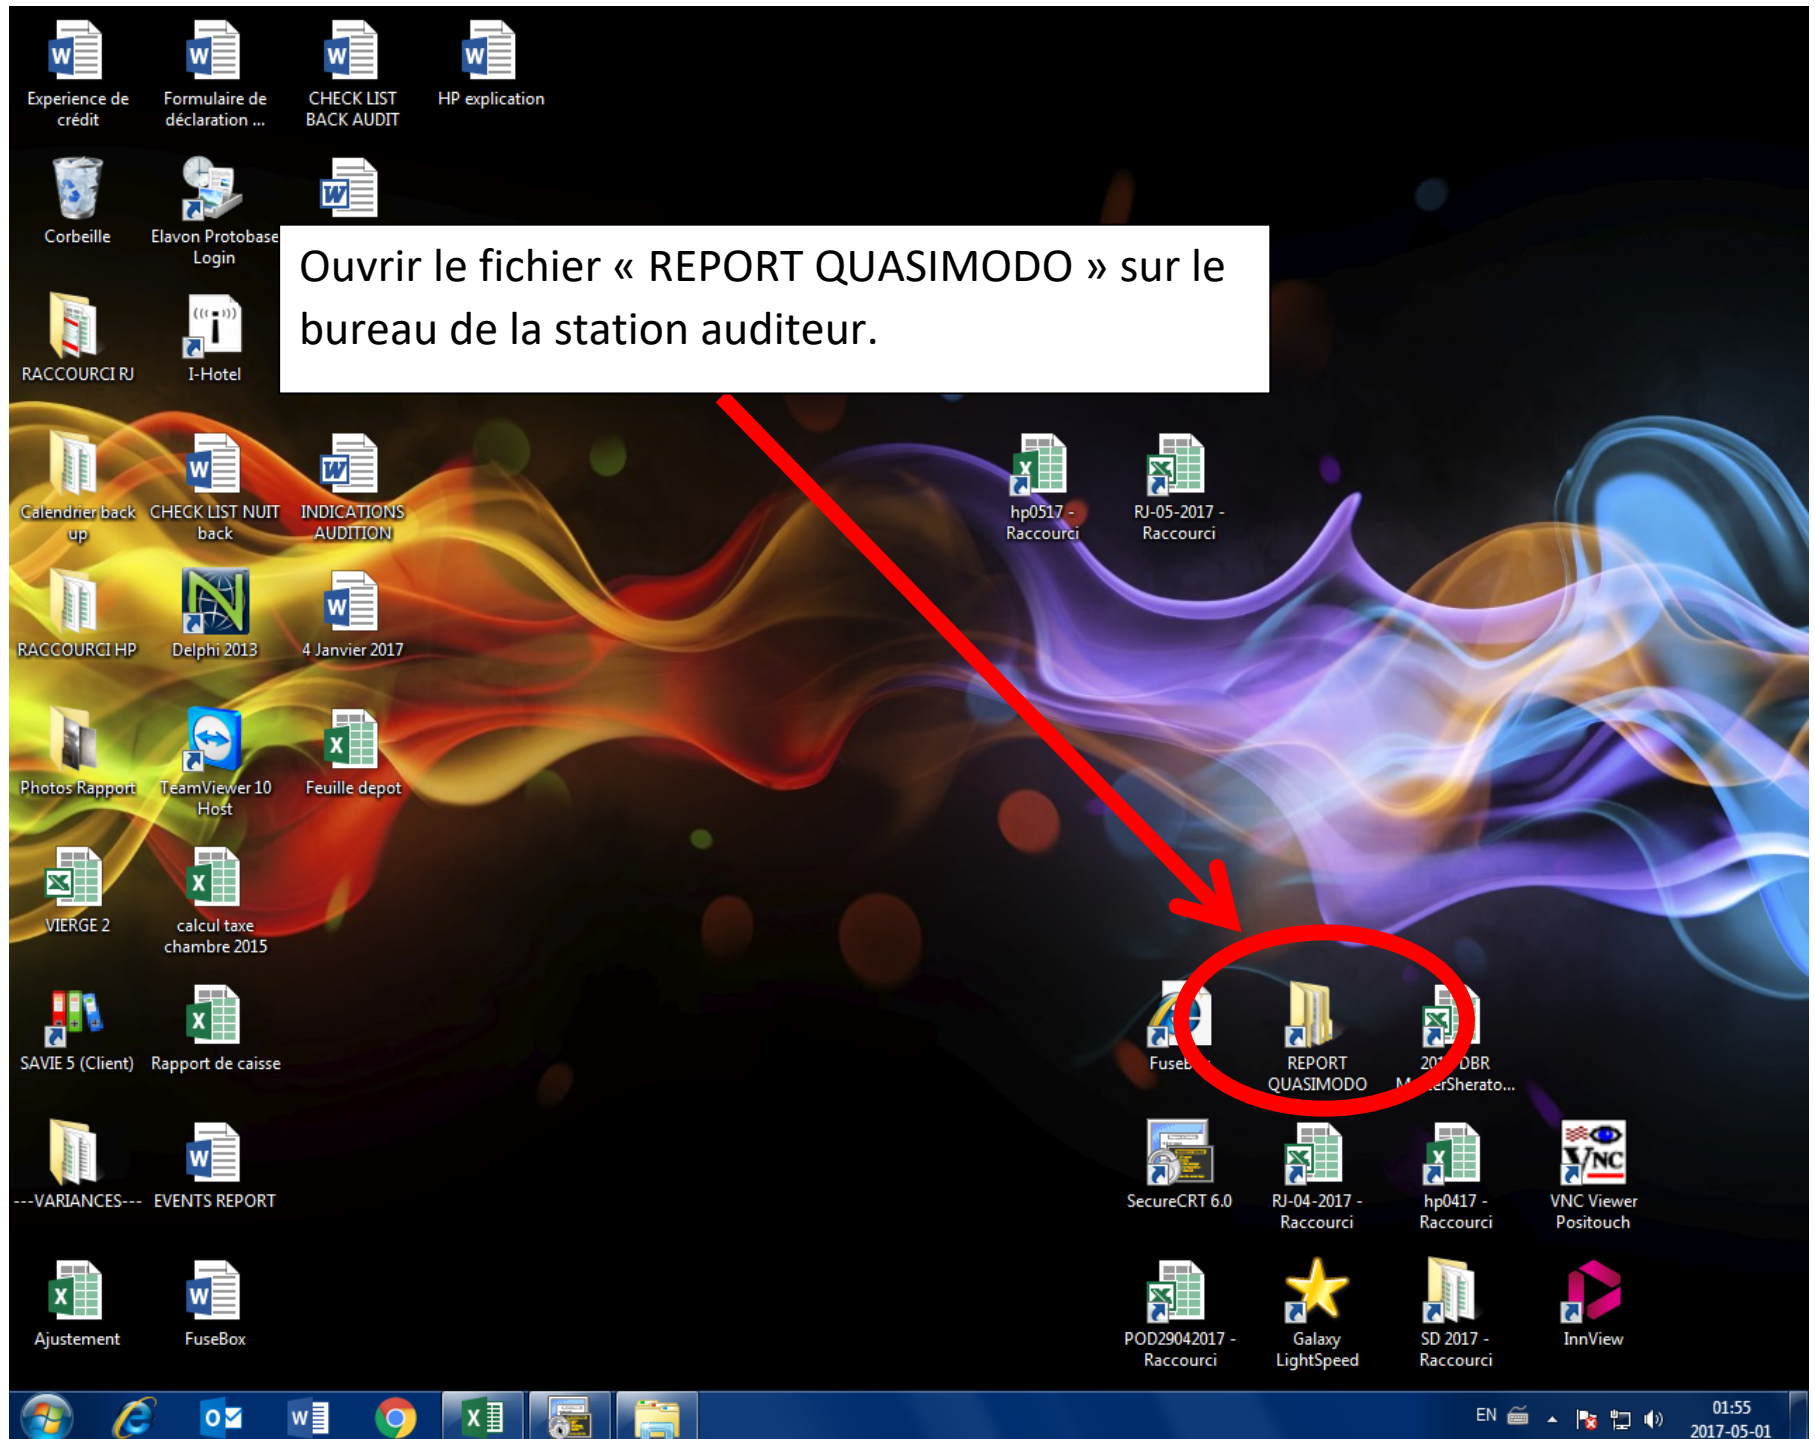 Experience de
crédit
Formulaire de
déclaration ...
CHECK LIST
BACK AUDIT
HP explication
Corbeille
Elavon Protobase
Login
Ouvrir le fichier « REPORT QUASIMODO » sur le
bureau de la station auditeur.
RACCOURCI RJ
I-Hotel
Calendrier back
up
CHECK LIST NUIT
back
INDICATIONS
AUDITION
hp0517 -
Raccourci
RJ-05-2017 -
Raccourci
RACCOURCI HP
Delphi 2013
4 Janvier 2017
Photos Rapport
TeamViewer 10
Host
Feuille depot
VIERGE 2
calcul taxe
chambre 2015
SAVIE 5 (Client)
Rapport de caisse
REPORT
QUASIMODO
DBR
---VARIANCES---
EVENTS REPORT
SecureCRT 6.0
RJ-04-2017 -
Raccourci
hp0417 -
Raccourci
VNC
VNC Viewer
Positouch
Ajustement
FuseBox
POD29042017 -
Raccourci
Galaxy
LightSpeed
SD 2017 -
Raccourci
InnView
EN
01:55
2017-05-01